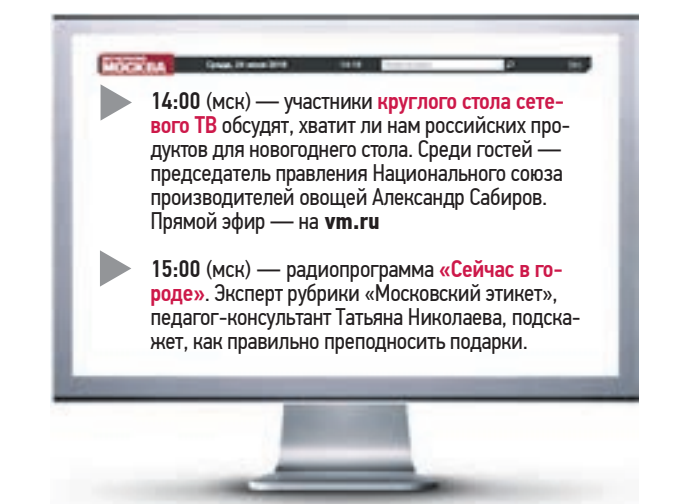 МОСКВА
14:00 (мск) — участники круглого стола сете-
вого ТВ обсудят, хватит ли нам российских про-
дуктов для новогоднего стола. Среди гостей —
председатель правления Национального союза
производителей овощей Александр Сабиров.
Прямой эфир — на vm.ru
15:00 (мск) — радиопрограмма «Сейчас в го-
роде». Эксперт рубрики «Московский этикет»,
педагог-консультант Татьяна Николаева, подска-
жет, как правильно преподносить подарки.